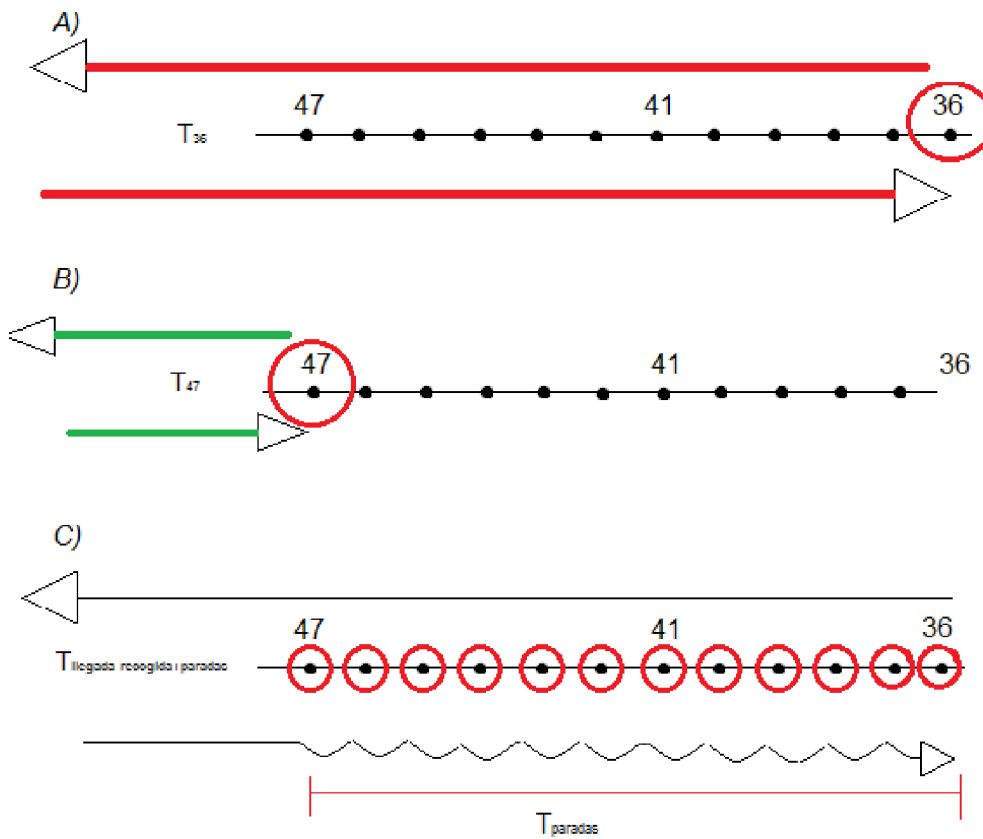 A)
47 41 36
T36
B)
47 41 36
T47
C)
47 41 36
Tllegada recogida i paradas
Tparadas